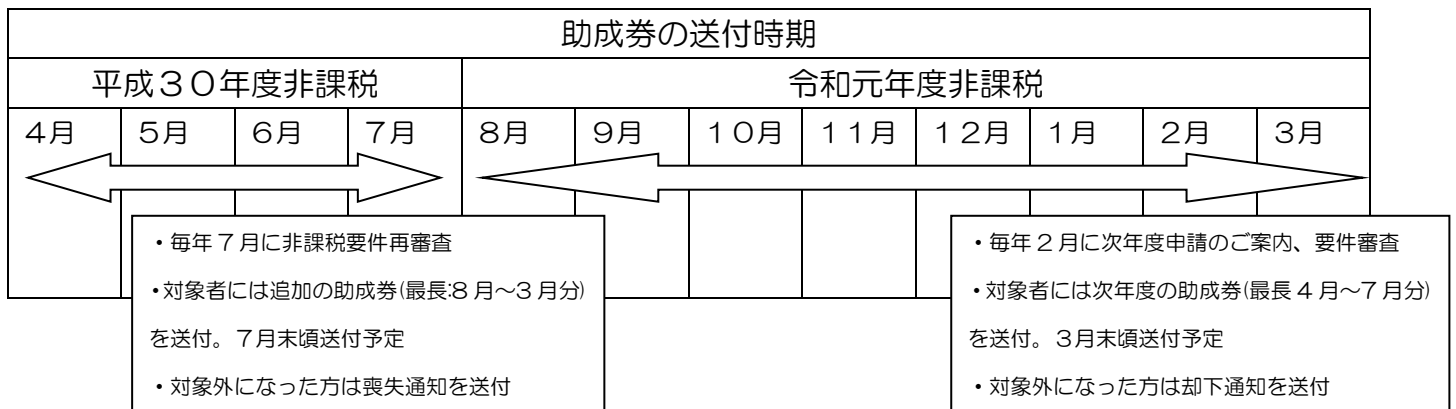 助成券の送付時期
平成３０年度非課税 令和元年度非課税
４月 ５月 ６月 ７月 ８月 ９月 １０月 １１月 １２月 １月 ２月 ３月
・毎年７月に非課税要件再審査
・対象者には追加の助成券(最長:8月～3月分)
を送付。７月末頃送付予定
・対象外になった方は喪失通知を送付
・毎年２月に次年度申請のご案内、要件審査
・対象者には次年度の助成券(最長4月～7月分)
を送付。３月末頃送付予定
・対象外になった方は却下通知を送付